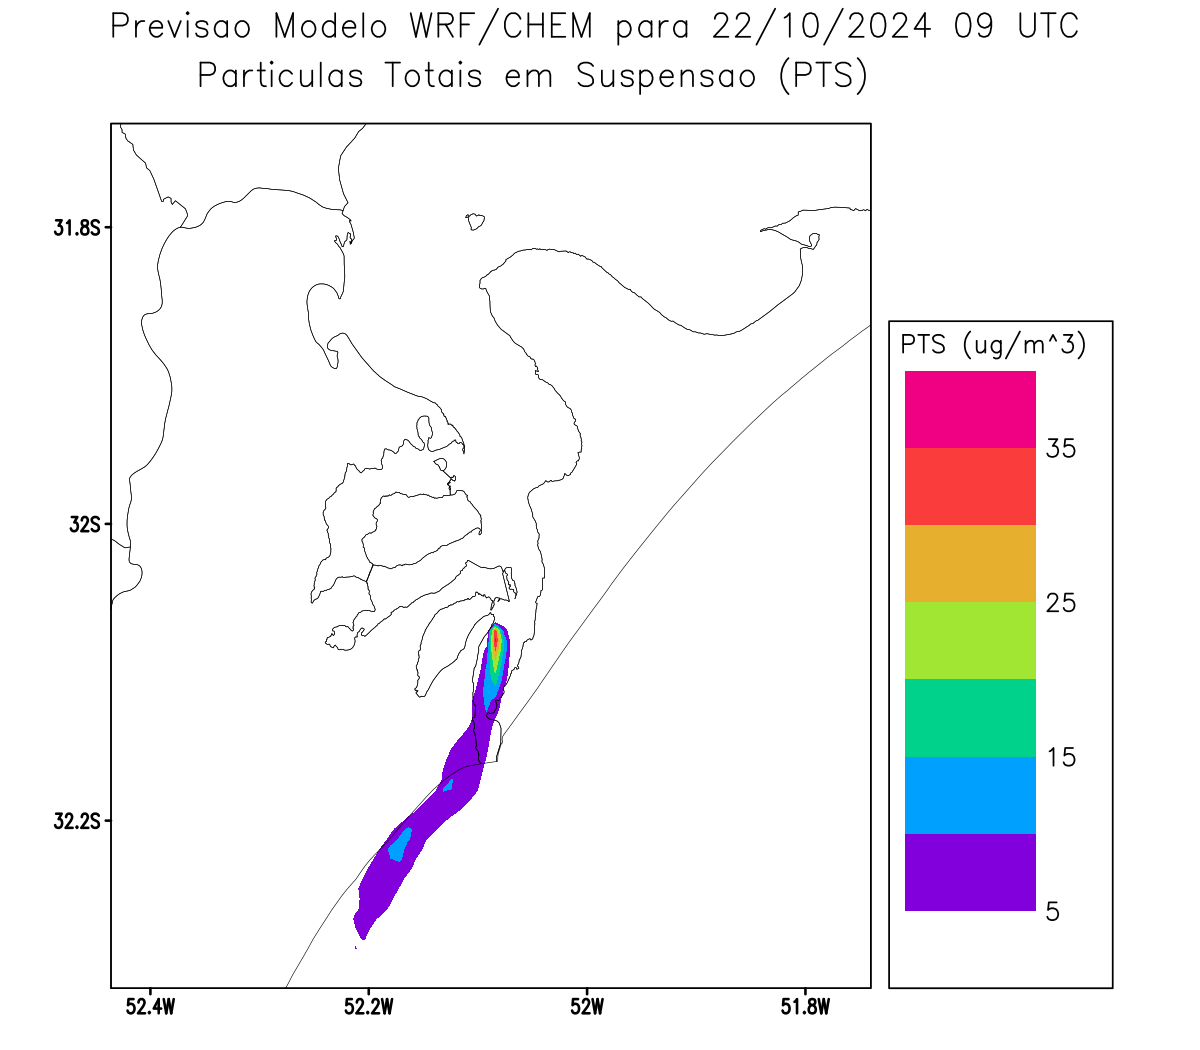 Previsao Modelo WRF/CHEM para 22/10/2024 09 UTC
Particulas Totais em Suspensao (PTS)
31.8S
32S
32.2S
52.4W 52.2W 52W 51.8W
PTS (ug/m^3)
35
25
15
5